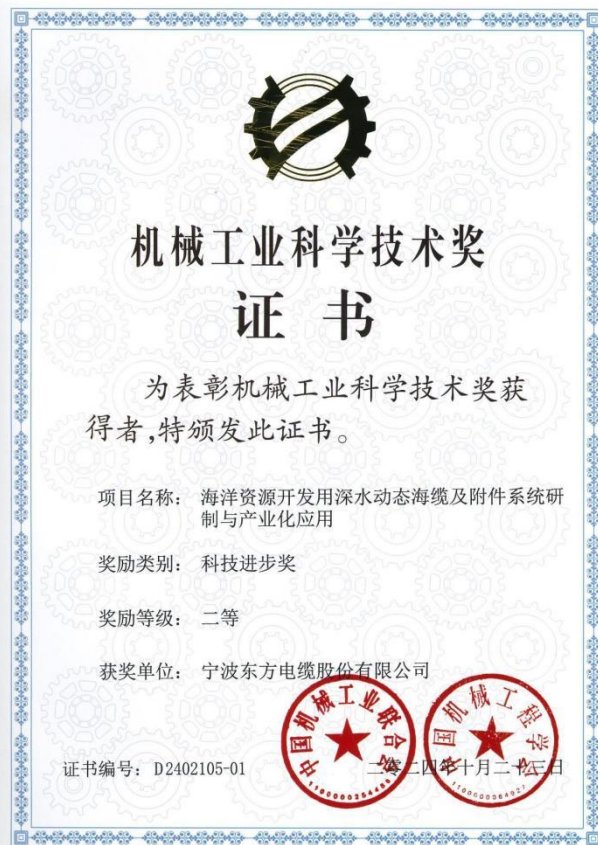 机械工业科学技术奖
证书
为表彰机械工业科学技术奖获
得者,特颁发此证书。
项目名称： 海洋资源开发用深水动态海缆及附件系统研
制与产业化应用
奖励类别： 科技进步奖
奖励等级： 二等
获奖单位： 宁波东方电缆股份有限公司
中国机械工业联合会
中国机械工程学会
证书编号： D2402105-01
二零二四年十月二十三日